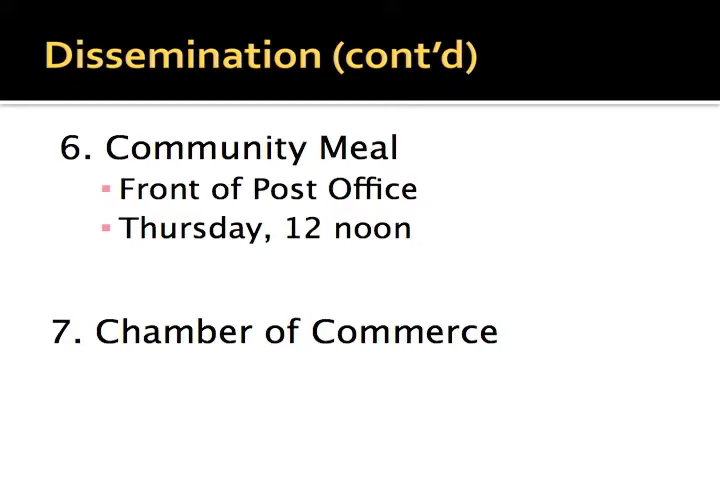 Dissemination (cont’d)
6. Community Meal
▪ Front of Post Office
▪ Thursday, 12 noon
7. Chamber of Commerce